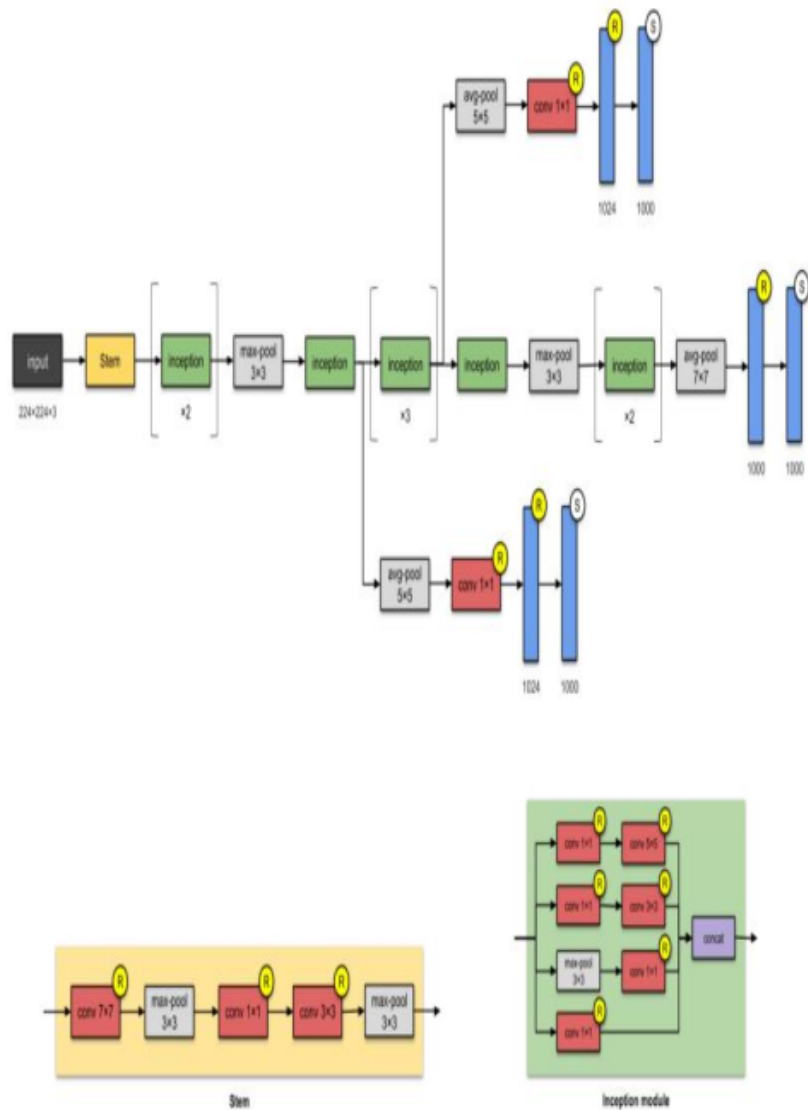 R
S
avg-pool
5×5
conv 1×1
R
1024
1000
input
224×224×3
Stem
inception
×2
max-pool
3×3
inception
inception
×3
inception
max-pool
3×3
inception
×2
avg-pool
7×7
R
S
1000
1000
avg-pool
5×5
conv 1×1
R
R
S
1024
1000
conv 7×7
R
max-pool
3×3
conv 1×1
R
conv 3×3
R
max-pool
3×3
Stem
conv 1×1
R
conv 5×5
R
conv 1×1
R
conv 3×3
R
max-pool
3×3
conv 1×1
R
conv 1×1
R
concat
Inception module